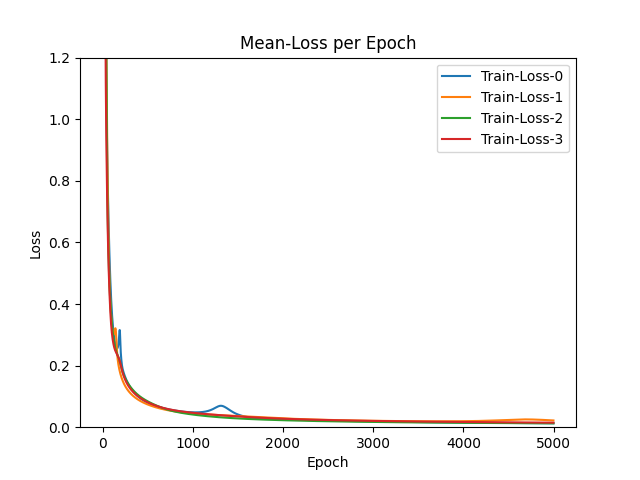 Mean-Loss per Epoch
Train-Loss-0
Train-Loss-1
Train-Loss-2
Train-Loss-3
Loss
1.2
1.0
0.8
0.6
0.4
0.2
0.0
0 1000 2000 3000 4000 5000
Epoch